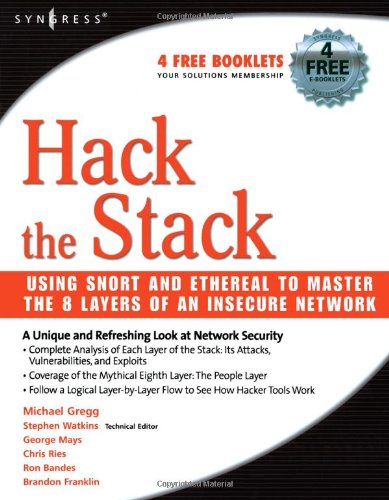 SYNGRESS®
4 FREE BOOKLETS
YOUR SOLUTIONS MEMBERSHIP
SYNGRESS
4
FREE
E-BOOKLETS
PUBLISHING
Hack
the Stack
USING SNORT AND ETHEREAL TO MASTER
THE 8 LAYERS OF AN INSECURE NETWORK
A Unique and Refreshing Look at Network Security
• Complete Analysis of Each Layer of the Stack: Its Attacks,
Vulnerabilities, and Exploits
• Coverage of the Mythical Eighth Layer: The People Layer
• Follow a Logical Layer-by-Layer Flow to See How Hacker Tools Work
Michael Gregg
Stephen Watkins Technical Editor
George Mays
Chris Ries
Ron Bandes
Brandon Franklin